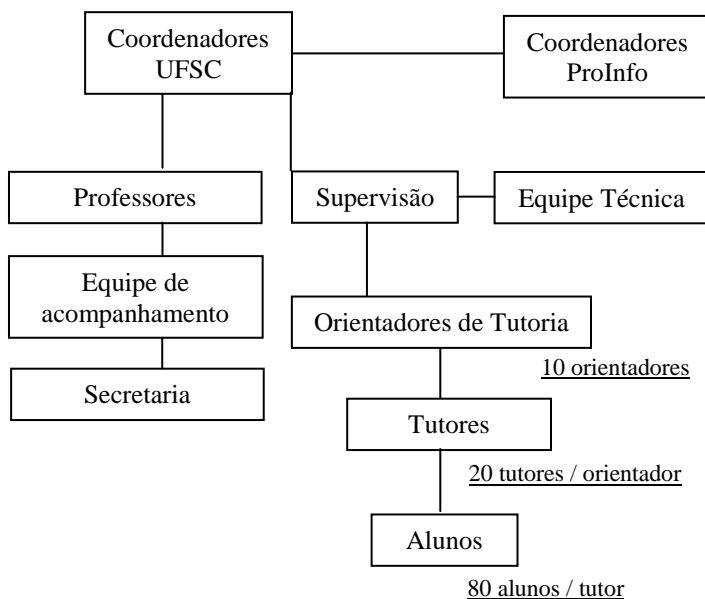 Coordenadores
UFSC
Coordenadores
ProInfo
Professores
Supervisão
Equipe Técnica
Equipe de
acompanhamento
Orientadores de Tutoria
10 orientadores
Secretaria
Tutores
20 tutores / orientador
Alunos
80 alunos / tutor